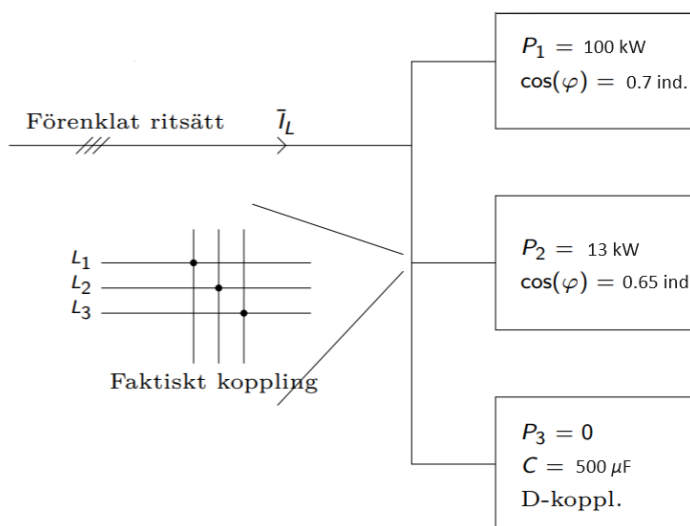 Förenklat ritsätt
Ī_L
L₁
L₂
L₃
Faktiskt koppling
P₁ = 100 kW
cos(φ) = 0.7 ind.
P₂ = 13 kW
cos(φ) = 0.65 ind
P₃ = 0
C = 500 μF
D-koppl.